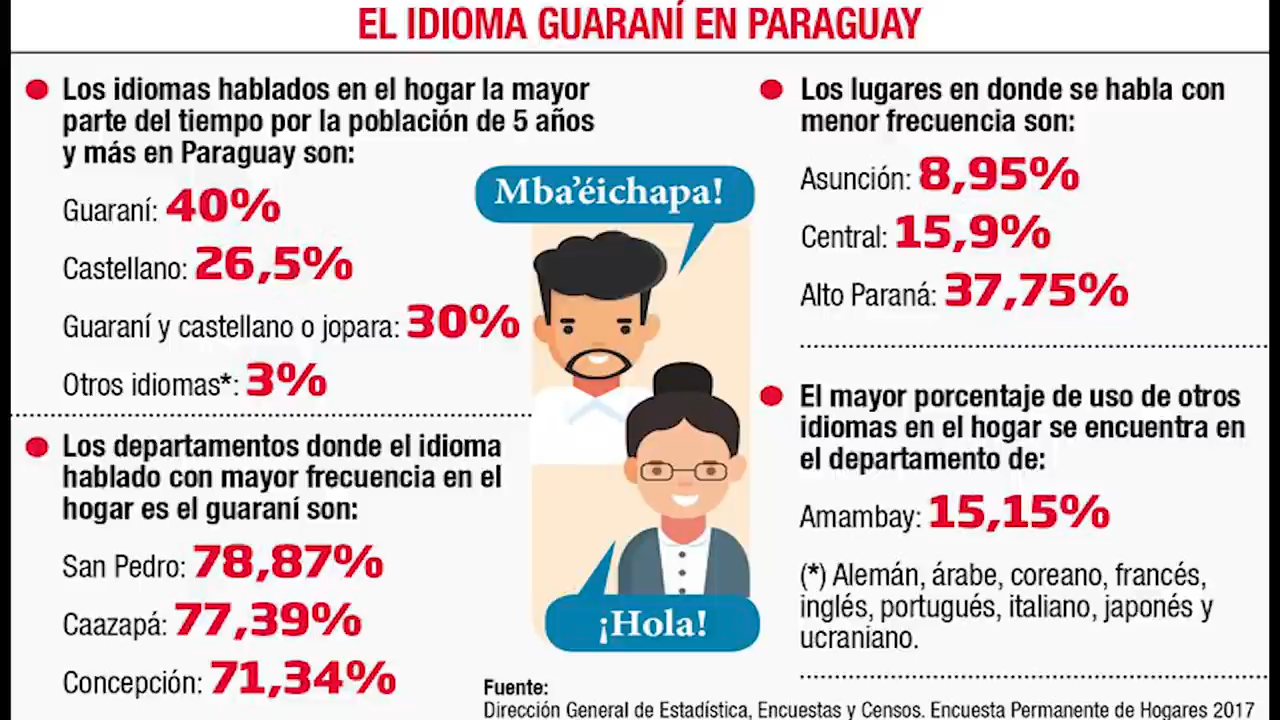 EL IDIOMA GUARANÍ EN PARAGUAY
Los idiomas hablados en el hogar la mayor
parte del tiempo por la población de 5 años
y más en Paraguay son:
Guaraní: 40%
Castellano: 26,5%
Guaraní y castellano o jopara: 30%
Otros idiomas*: 3%
Los departamentos donde el idioma
hablado con mayor frecuencia en el
hogar es el guaraní son:
San Pedro: 78,87%
Caazapá: 77,39%
Concepción: 71,34%
Mba'éichapa!
¡Hola!
Los lugares en donde se habla con
menor frecuencia son:
Asunción: 8,95%
Central: 15,9%
Alto Paraná: 37,75%
El mayor porcentaje de uso de otros
idiomas en el hogar se encuentra en
el departamento de:
Amambay: 15,15%
(*) Alemán, árabe, coreano, francés,
inglés, portugués, italiano, japonés y
ucraniano.
Fuente:
Dirección General de Estadística, Encuestas y Censos. Encuesta Permanente de Hogares 2017